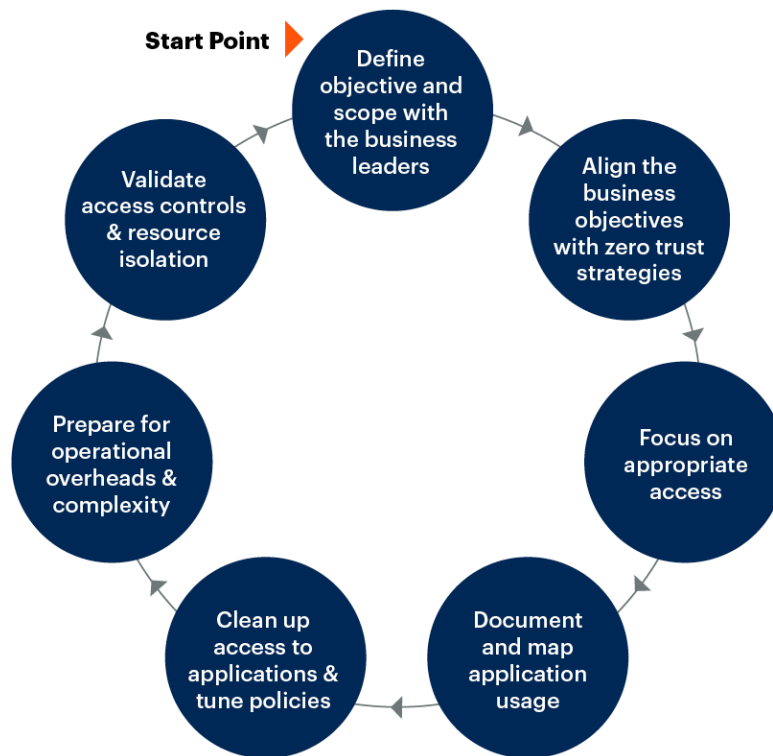 Start Point
Define
objective and
scope with
the business
leaders
Align the
business
objectives
with zero trust
strategies
Focus on
appropriate
access
Document
and map
application
usage
Clean up
access to
applications &
tune policies
Prepare for
operational
overheads &
complexity
Validate
access controls
& resource
isolation